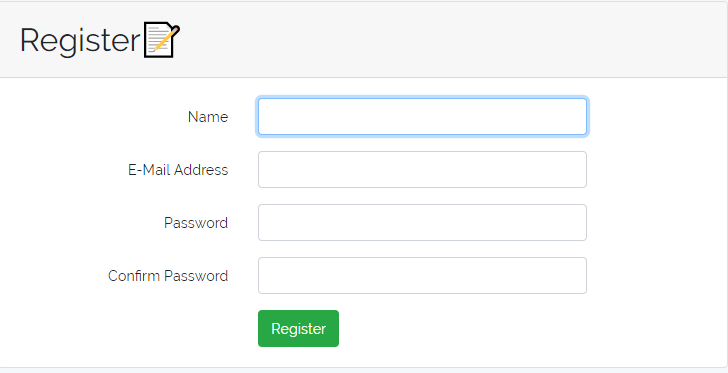 Register
Name
E-Mail Address
Password
Confirm Password
Register